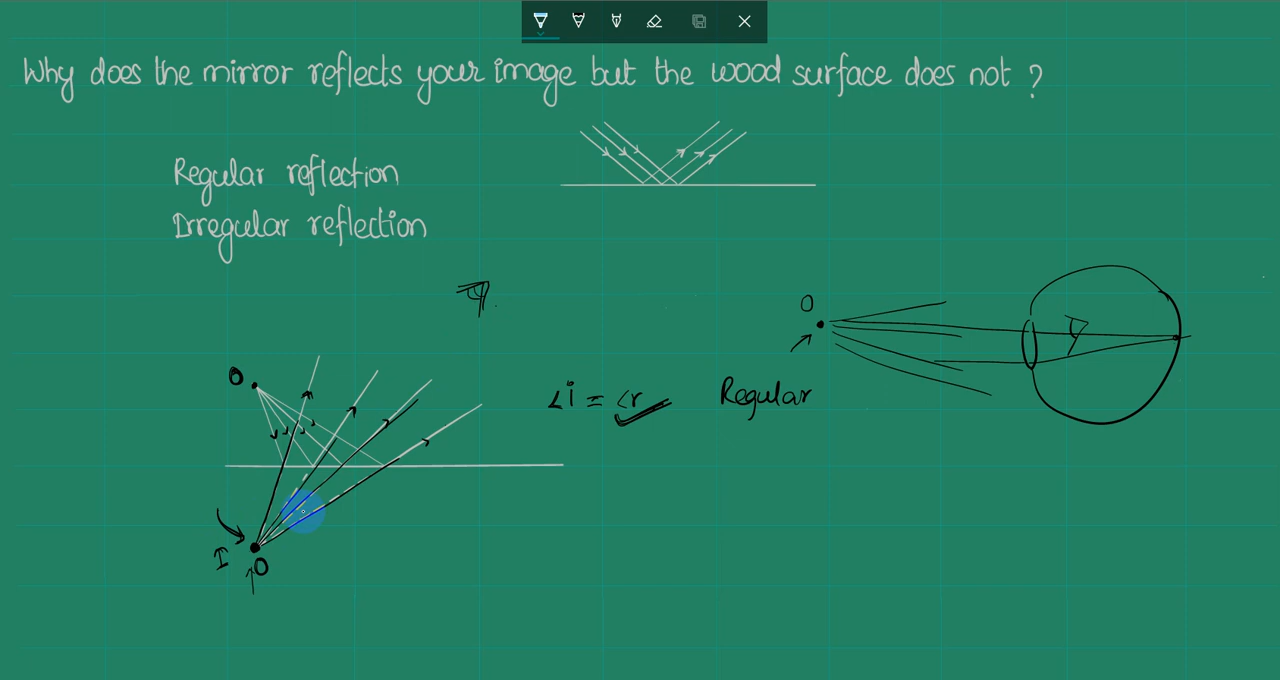 Why does the mirror reflects your image but the wood surface does not ?
Regular reflection
Irregular reflection
O
O
∠i = ∠r
Regular
I
O